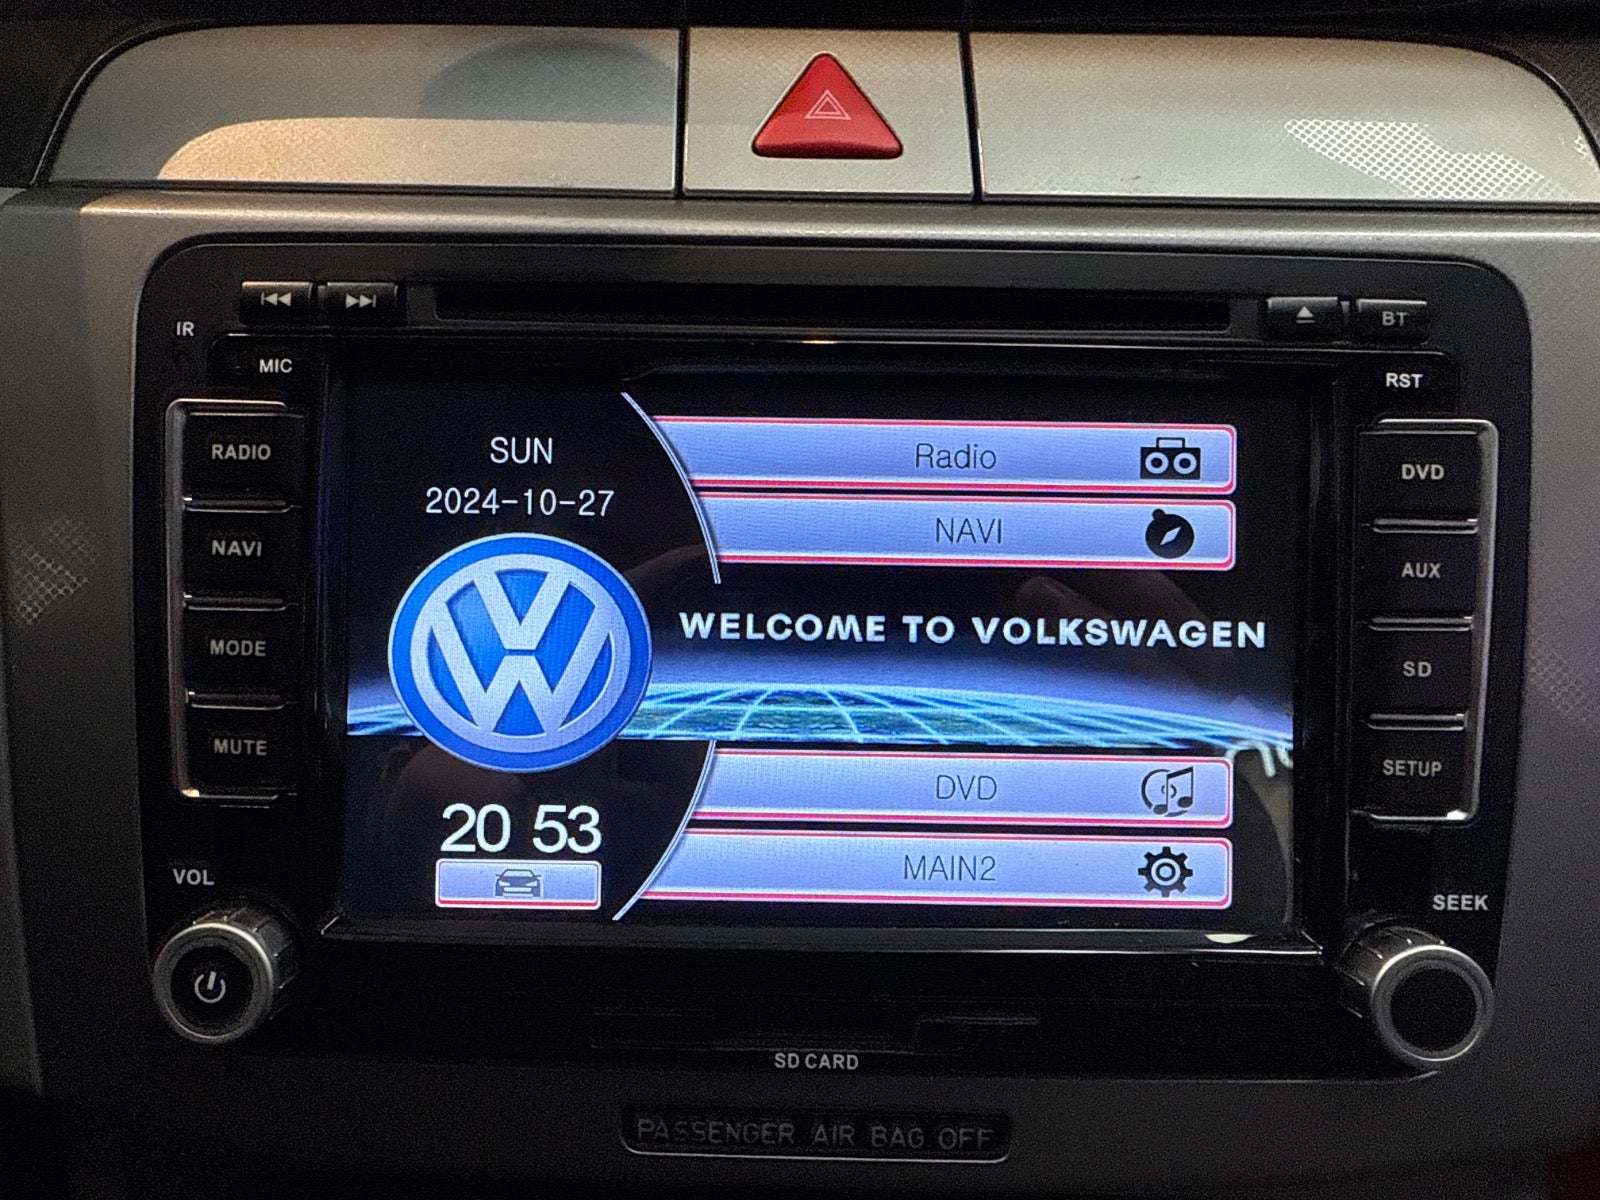 IR
MIC
BT
RST
RADIO
NAVI
MODE
MUTE
VOL
SUN
2024-10-27
20 53
Radio
NAVI
WELCOME TO VOLKSWAGEN
DVD
MAIN2
DVD
AUX
SD
SETUP
SEEK
SD CARD
PASSENGER AIR BAG OFF